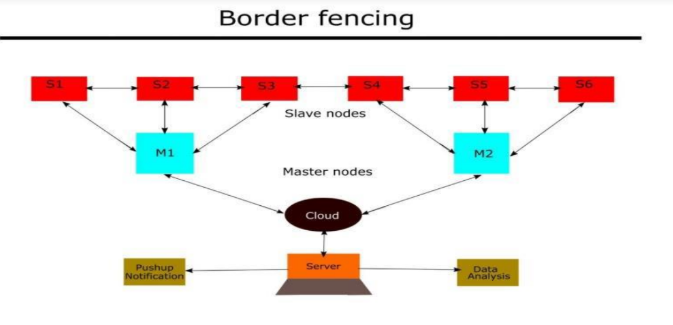 Border fencing
S1 S2 S3 S4 S5 S6
Slave nodes
M1 M2
Master nodes
Cloud
Server
Pushup
Notification
Data
Analysis